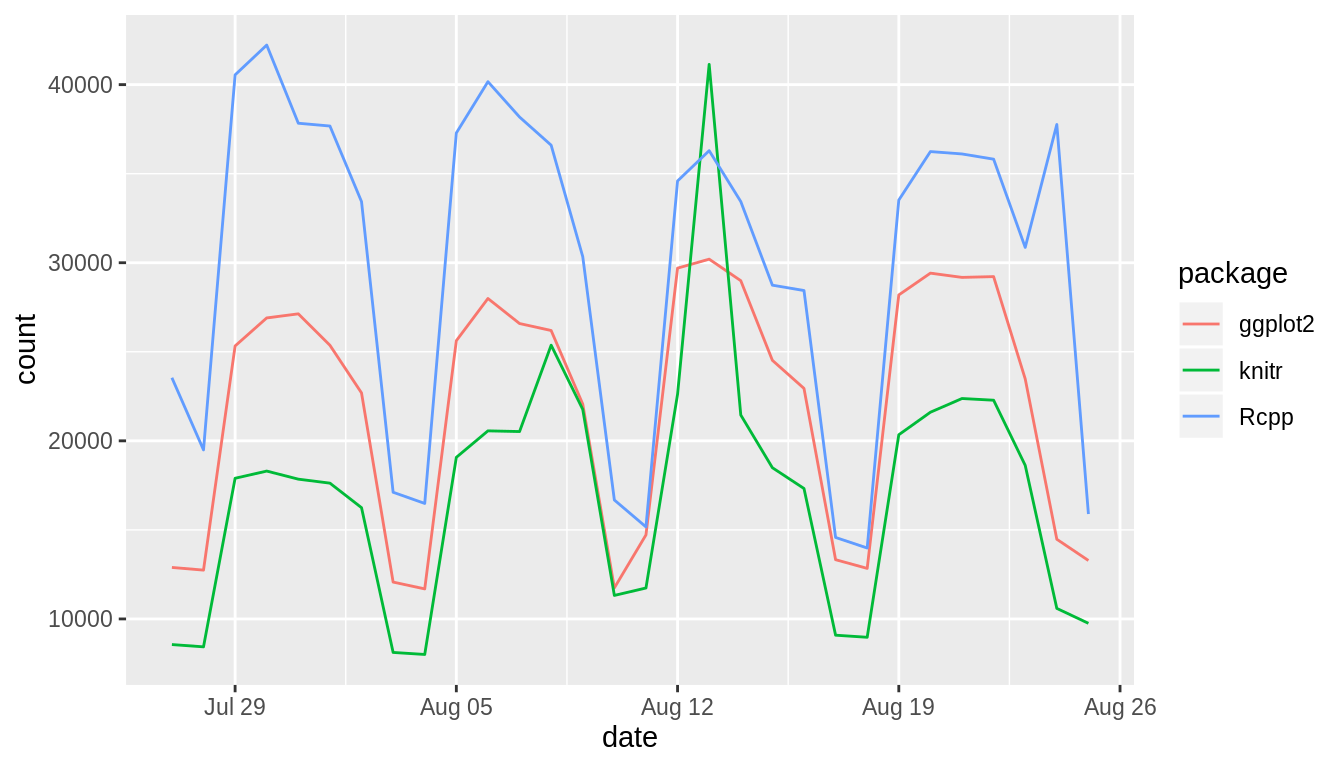 count
40000
30000
20000
10000
Jul 29 Aug 05 Aug 12 Aug 19 Aug 26
date
package
ggplot2
knitr
Rcpp